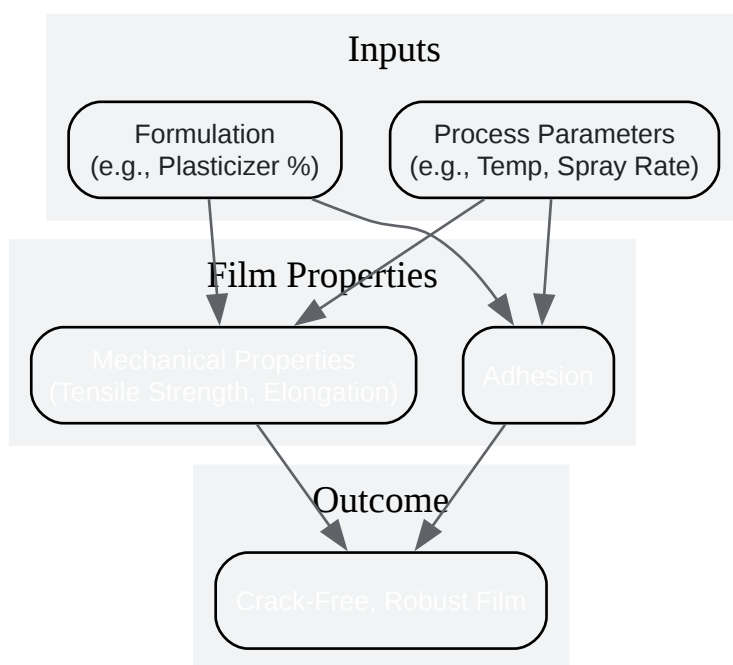 Inputs
Formulation
(e.g., Plasticizer %)
Process Parameters
(e.g., Temp, Spray Rate)
Film Properties
Mechanical Properties
(Tensile Strength, Elongation)
Adhesion
Outcome
Crack-Free, Robust Film